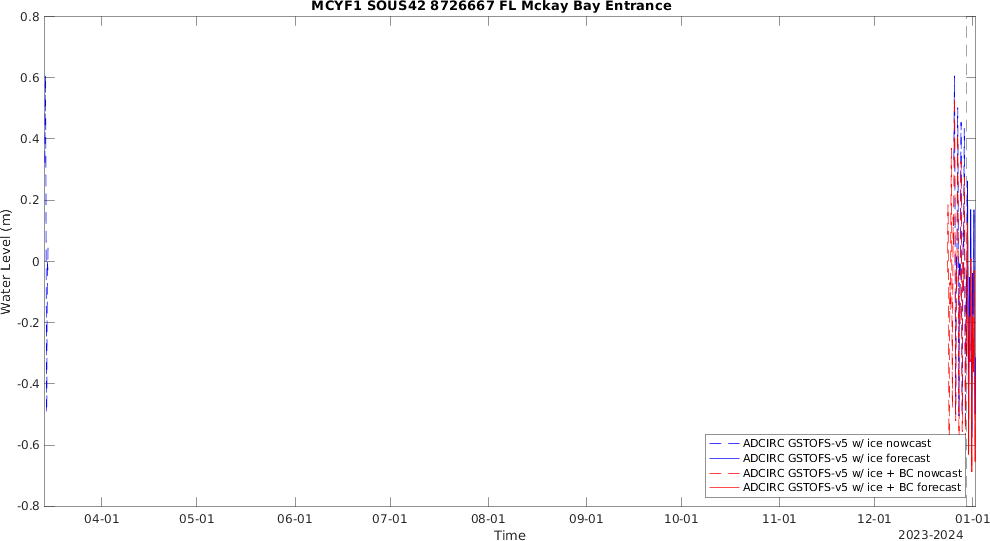 MCYF1 SOUS42 8726667 FL Mckay Bay Entrance
0.8
0.6
0.4
0.2
0
-0.2
-0.4
-0.6
-0.8
Water Level (m)
04-01 05-01 06-01 07-01 08-01 09-01 10-01 11-01 12-01 01-01
Time
2023-2024
ADCIRC GSTOFS-v5 w/ ice nowcast
ADCIRC GSTOFS-v5 w/ ice forecast
ADCIRC GSTOFS-v5 w/ ice + BC nowcast
ADCIRC GSTOFS-v5 w/ ice + BC forecast